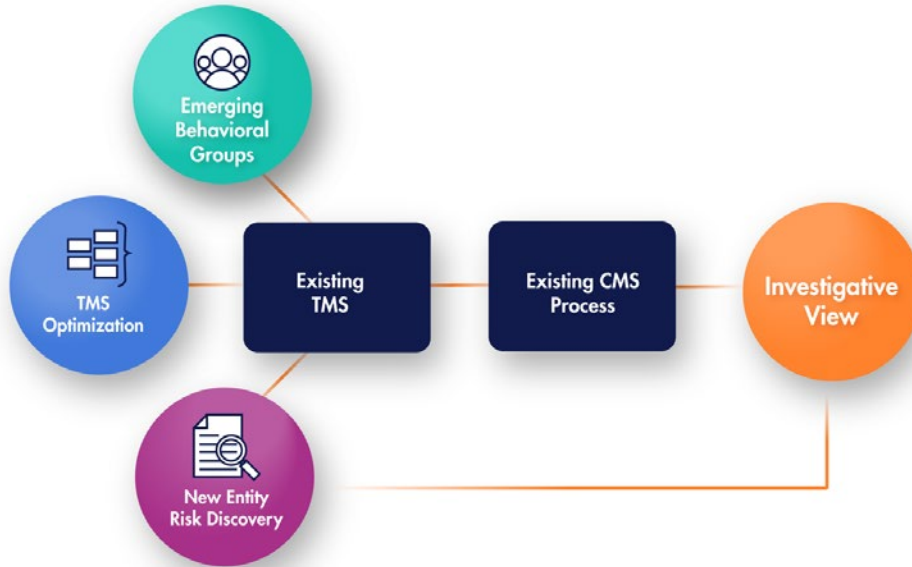 Emerging
Behavioral
Groups
TMS
Optimization
Existing
TMS
Existing CMS
Process
Investigative
View
New Entity
Risk Discovery